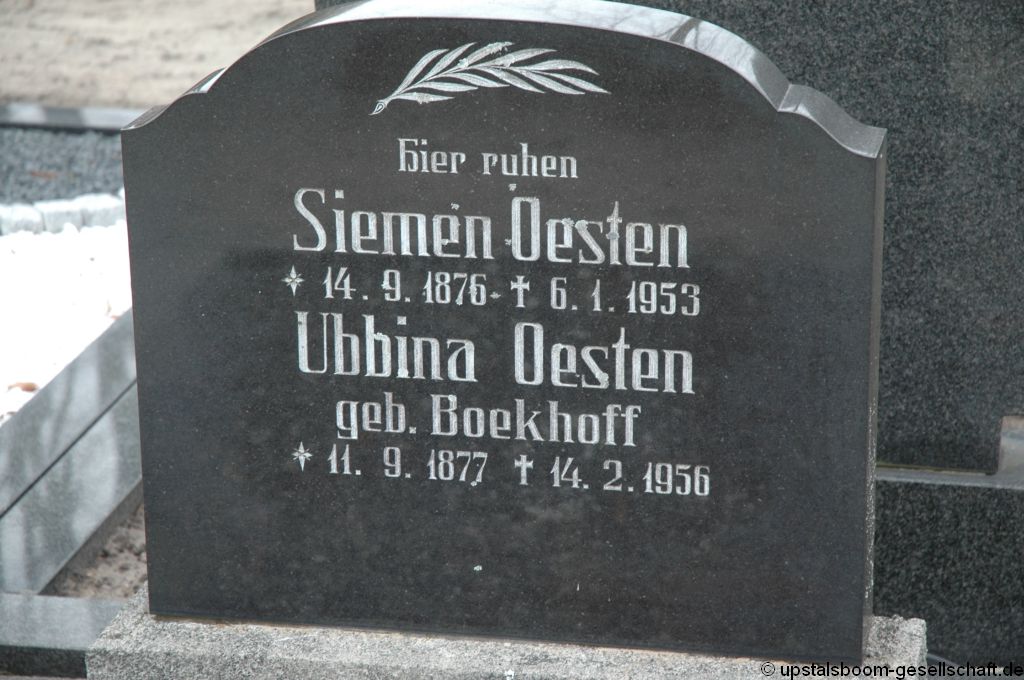 Hier ruhen
Siemen Oesten
* 14. 9. 1876 - † 6. 1. 1953
Ubbina Oesten
geb. Boekhoff
* 11. 9. 1877 † 14. 2. 1956
© upstalsboom-gesellschaft.de